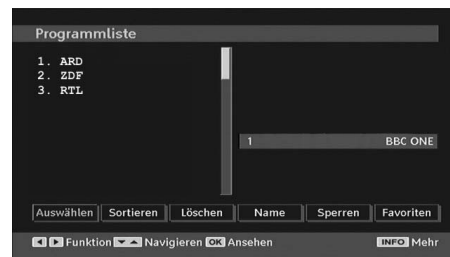 Programmliste
1. ARD
2. ZDF
3. RTL
1 BBC ONE
Auswählen Sortieren Löschen Name Sperren Favoriten
Funktion Navigieren OK Ansehen INFO Mehr